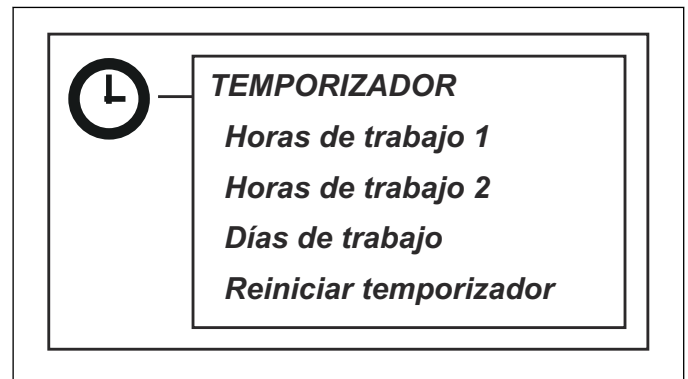 TEMPORIZADOR
Horas de trabajo 1
Horas de trabajo 2
Días de trabajo
Reiniciar temporizador